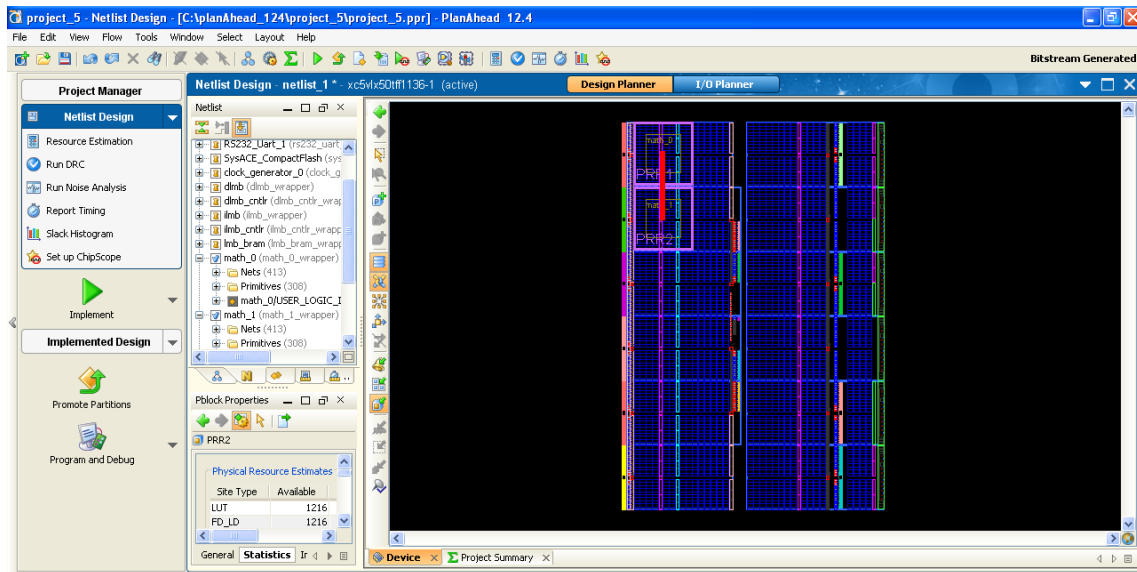 project_5 - Netlist Design - [C:\planAhead_124\project_5\project_5.ppr] - PlanAhead 12.4
File Edit View Flow Tools Window Select Layout Help
Bitstream Generated
Project Manager
Netlist Design
Resource Estimation
Run DRC
Run Noise Analysis
Report Timing
Slack Histogram
Set up ChipScope
Implement
Implemented Design
Promote Partitions
Program and Debug
Netlist Design - netlist_1 * - xc5vlx50tff1136-1 (active)
Design Planner
I/O Planner
Netlist
RS232_Uart_1 (rs232_uart_
SysACE_CompactFlash (sys
clock_generator_0 (clock_g
dlmb (dlmb_wrapper)
dlmb_cntlr (dlmb_cntlr_wrap
ilmb (ilmb_wrapper)
ilmb_cntlr (ilmb_cntlr_wrapp
lmb_bram (lmb_bram_wrapp
math_0 (math_0_wrapper)
Nets (413)
Primitives (308)
math_0/USER_LOGIC_I
math_1 (math_1_wrapper)
Nets (413)
Primitives (308)
Pblock Properties
PRR2
Physical Resource Estimates
Site Type Available
LUT 1216
FD_LD 1216
General Statistics
math_0
PRR1
math_1
PRR2
Device
Project Summary